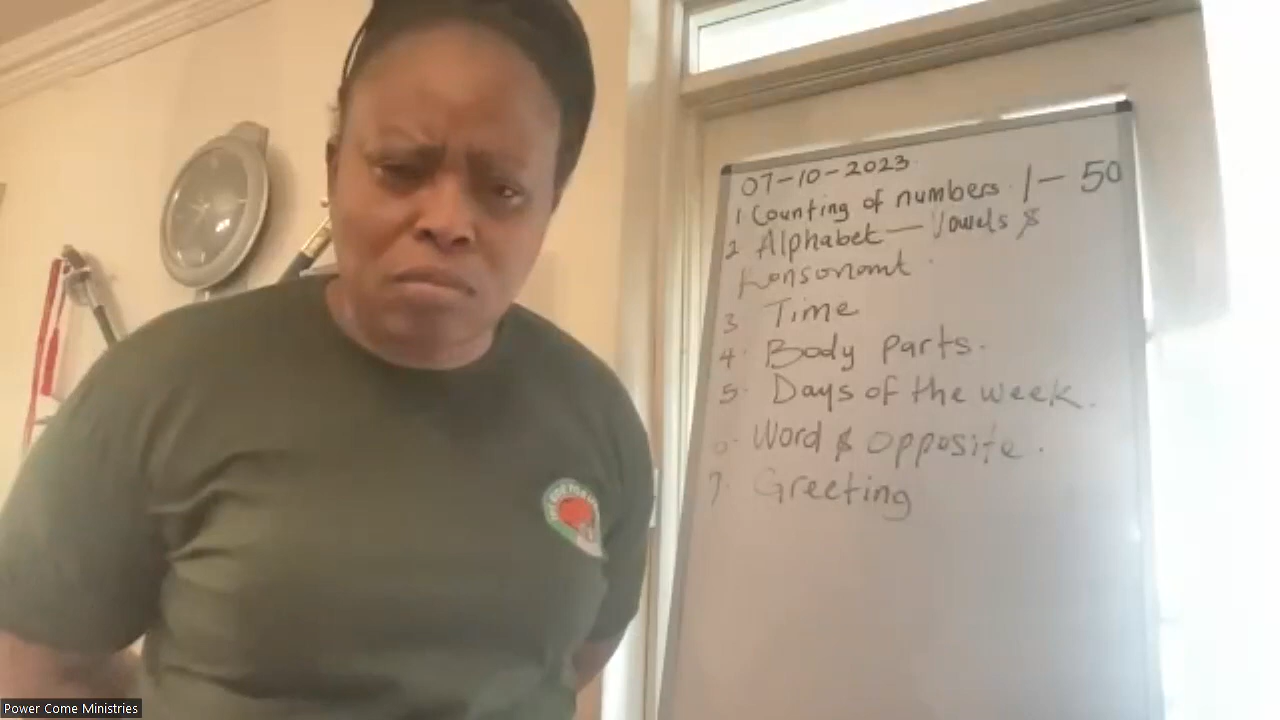 07-10-2023
1 Counting of numbers 1-50
2 Alphabet - Vowels &
Konsonant
3 Time
4. Body Parts.
5. Days of the week.
6. Word & opposite.
7. Greeting
Power Come Ministries